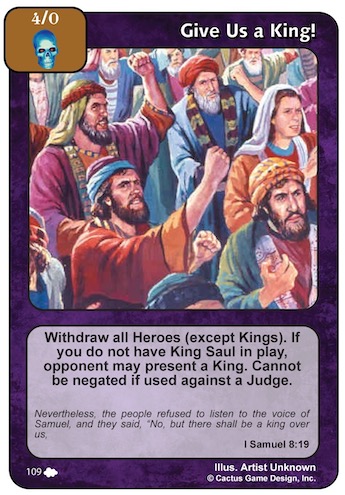 4/0
Give Us a King!
Withdraw all Heroes (except Kings). If
you do not have King Saul in play,
opponent may present a King. Cannot
be negated if used against a Judge.
Nevertheless, the people refused to listen to the voice of
Samuel, and they said, “No, but there shall be a king
over us,
I Samuel 8:19
109
Illus. Artist Unknown
© Cactus Game Design, Inc.